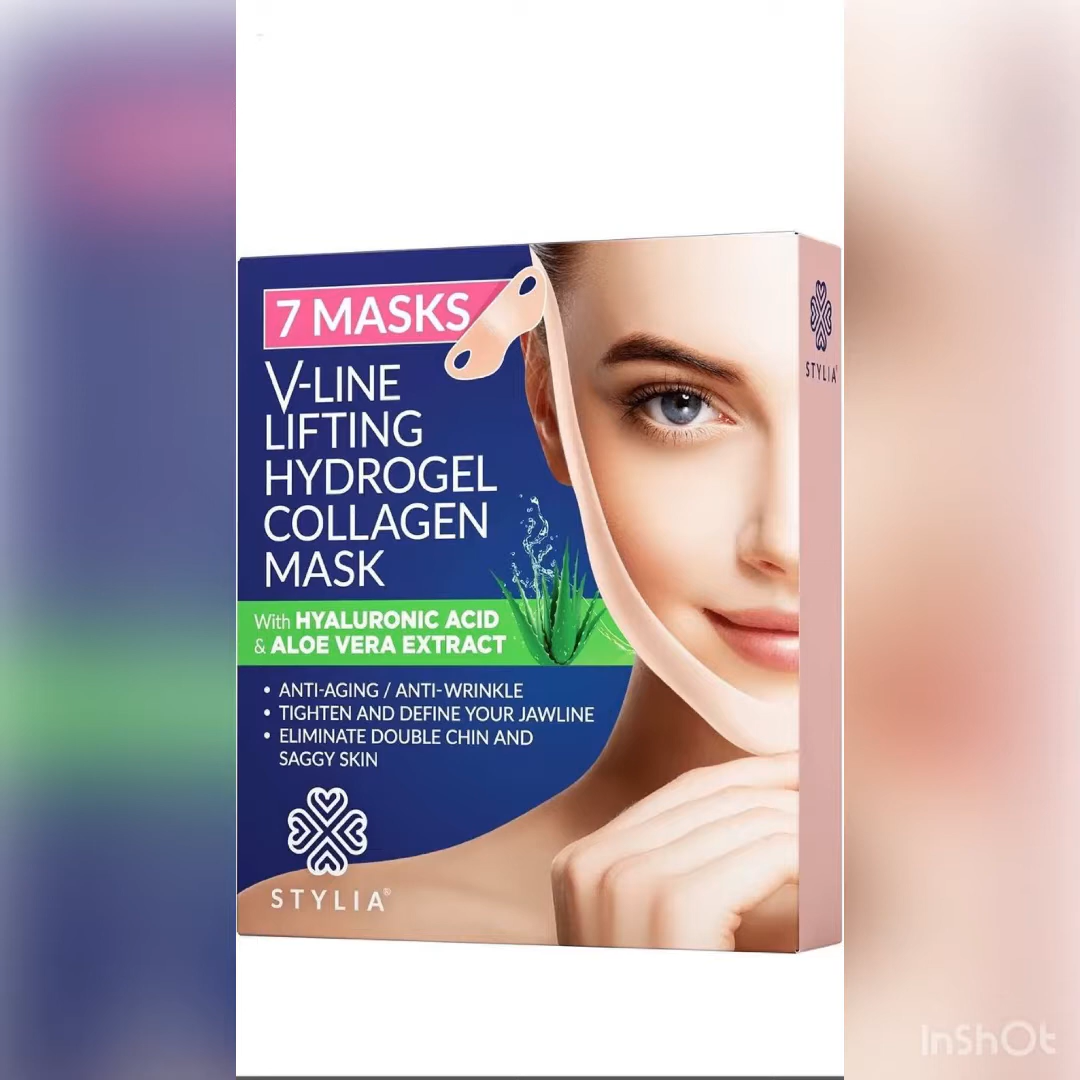 7 MASKS
V-LINE
LIFTING
HYDROGEL
COLLAGEN
MASK
With HYALURONIC ACID
& ALOE VERA EXTRACT
• ANTI-AGING / ANTI-WRINKLE
• TIGHTEN AND DEFINE YOUR JAWLINE
• ELIMINATE DOUBLE CHIN AND
SAGGY SKIN
STYLIA®
STYLIA®
InShOt